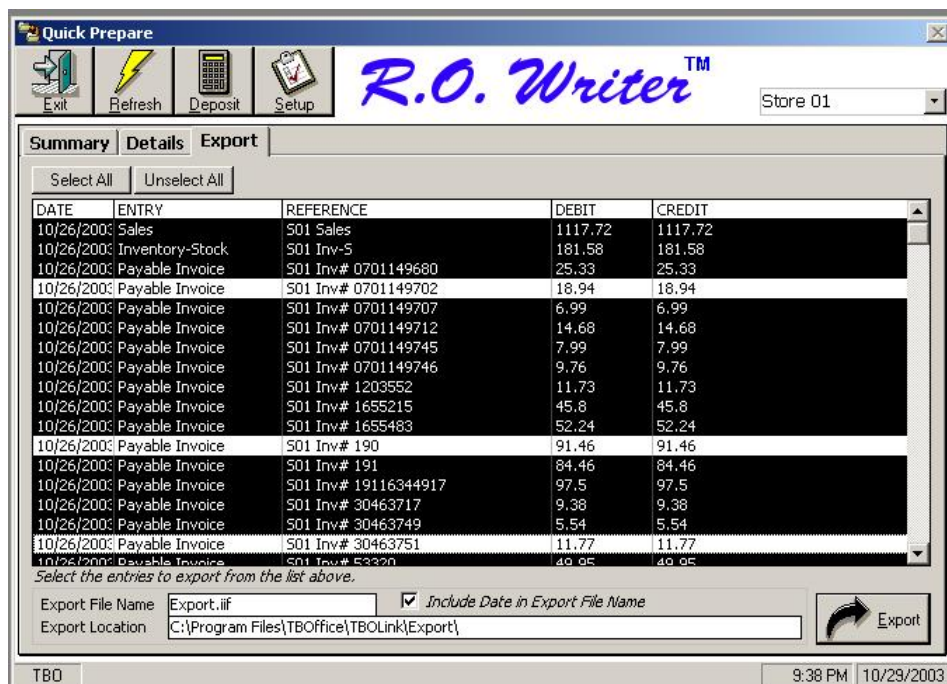 Quick Prepare
Exit Refresh Deposit Setup
R.O. Writer™
Store 01
Summary Details Export
Select All Unselect All
DATE ENTRY REFERENCE DEBIT CREDIT
10/26/2003 Sales S01 Sales 1117.72 1117.72
10/26/2003 Inventory-Stock S01 Inv-S 181.58 181.58
10/26/2003 Payable Invoice S01 Inv# 0701149680 25.33 25.33
10/26/2003 Payable Invoice S01 Inv# 0701149702 18.94 18.94
10/26/2003 Payable Invoice S01 Inv# 0701149707 6.99 6.99
10/26/2003 Payable Invoice S01 Inv# 0701149712 14.68 14.68
10/26/2003 Payable Invoice S01 Inv# 0701149745 7.99 7.99
10/26/2003 Payable Invoice S01 Inv# 0701149746 9.76 9.76
10/26/2003 Payable Invoice S01 Inv# 1203552 11.73 11.73
10/26/2003 Payable Invoice S01 Inv# 1655215 45.8 45.8
10/26/2003 Payable Invoice S01 Inv# 1655483 52.24 52.24
10/26/2003 Payable Invoice S01 Inv# 190 91.46 91.46
10/26/2003 Payable Invoice S01 Inv# 191 84.46 84.46
10/26/2003 Payable Invoice S01 Inv# 19116344917 97.5 97.5
10/26/2003 Payable Invoice S01 Inv# 30463717 9.38 9.38
10/26/2003 Payable Invoice S01 Inv# 30463749 5.54 5.54
10/26/2003 Payable Invoice S01 Inv# 30463751 11.77 11.77
10/26/2003 Payable Invoice S01 Inv# 53320 49.95 49.95
Select the entries to export from the list above.
Export File Name Export.iif Include Date in Export File Name
Export Location C:\Program Files\TBOffice\TBOLink\Export\
Export
TBO 9:38 PM 10/29/2003